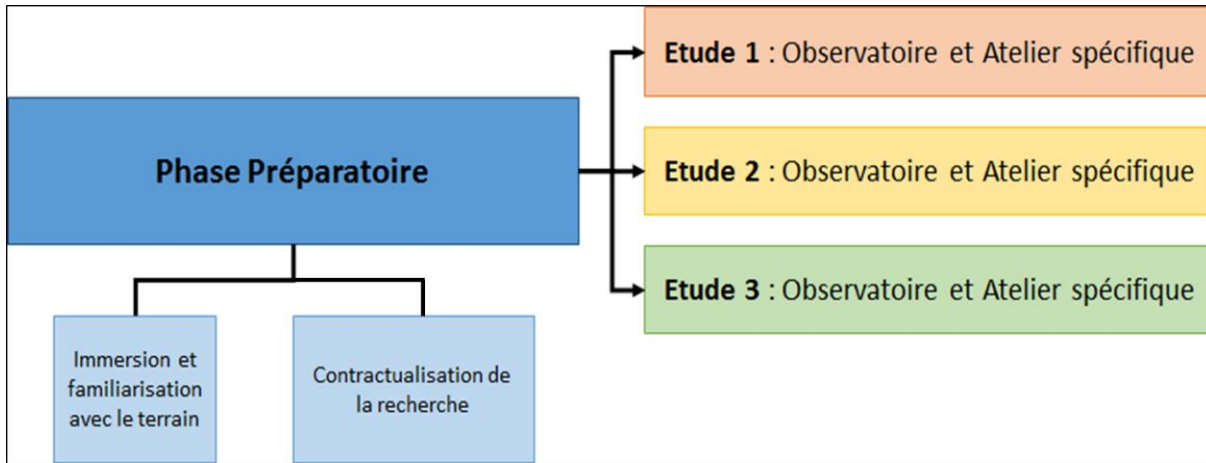 Phase Préparatoire
Immersion et
familiarisation
avec le terrain
Contractualisation de
la recherche
Etude 1 : Observatoire et Atelier spécifique
Etude 2 : Observatoire et Atelier spécifique
Etude 3 : Observatoire et Atelier spécifique